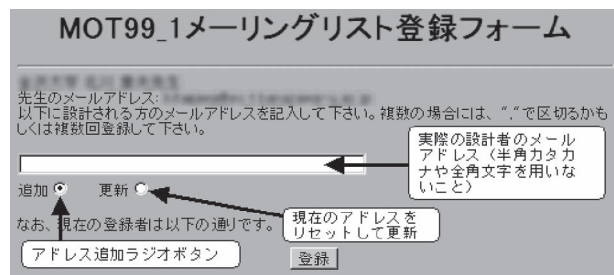 MOT99_1メーリングリスト登録フォーム
先生のメールアドレス:
以下に設計される方のメールアドレスを記入して下さい。複数の場合には、","で区切るかも
しくは複数回登録して下さい。
実際の設計者のメール
アドレス（半角カタカ
ナや全角文字を用いな
いこと）
追加 更新
なお、現在の登録者は以下の通りです。
現在のアドレスを
リセットして更新
アドレス追加ラジオボタン
登録